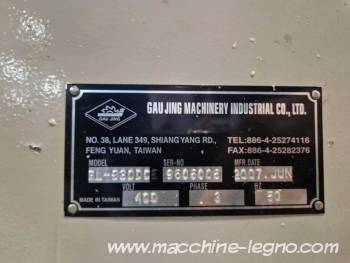 GAU JING
GAU JING MACHINERY INDUSTRIAL CO., LTD.
NO. 38, LANE 349, SHIANG YANG RD.,
FENG YUAN, TAIWAN
TEL:886-4-25274116
FAX:886-4-25282376
MODEL SER-NO MFR.DATE
9606006 2007.JUN
VOLT PHASE HZ
MADE IN TAIWAN 400 3 50
www.macchine-legno.com